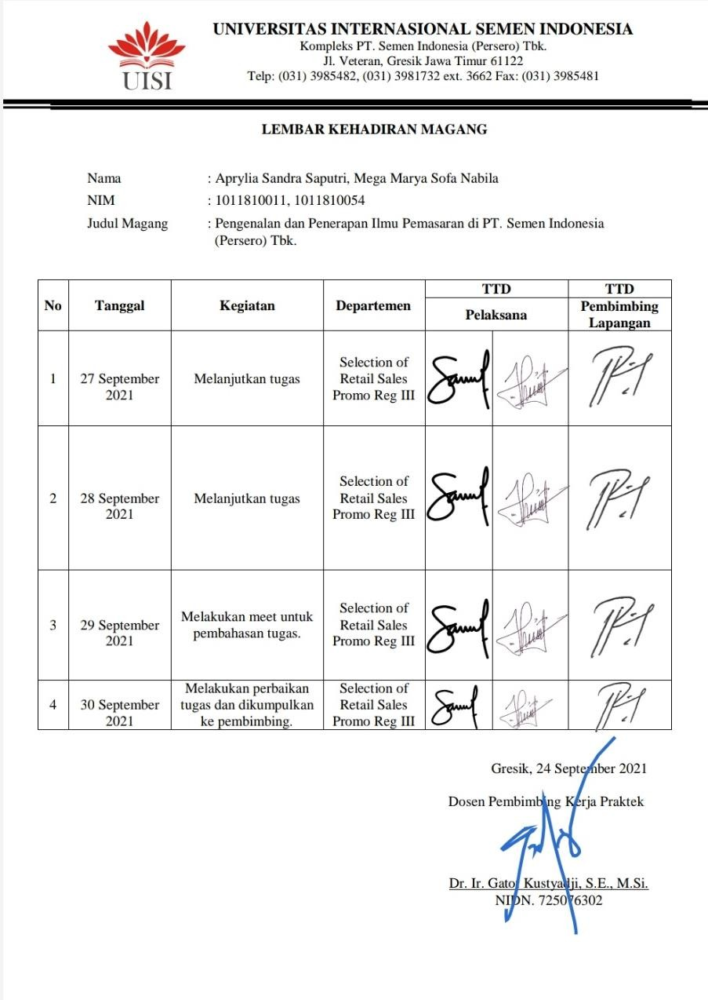 UISI
UNIVERSITAS INTERNASIONAL SEMEN INDONESIA
Kompleks PT. Semen Indonesia (Persero) Tbk.
Jl. Veteran, Gresik Jawa Timur 61122
Telp: (031) 3985482, (031) 3981732 ext. 3662 Fax: (031) 3985481
LEMBAR KEHADIRAN MAGANG
Nama : Aprylia Sandra Saputri, Mega Marya Sofa Nabila
NIM : 1011810011, 1011810054
Judul Magang : Pengenalan dan Penerapan Ilmu Pemasaran di PT. Semen Indonesia
(Persero) Tbk.
No Tanggal Kegiatan Departemen TTD TTD
Pelaksana Pembimbing
Lapangan
Selection of
1 27 September Melanjutkan tugas Retail Sales
2021 Promo Reg III
Selection of
2 28 September Melanjutkan tugas Retail Sales
2021 Promo Reg III
Melakukan meet untuk Selection of
3 29 September pembahasan tugas. Retail Sales
2021 Promo Reg III
Melakukan perbaikan Selection of
4 30 September tugas dan dikumpulkan Retail Sales
2021 ke pembimbing. Promo Reg III
Gresik, 24 September 2021
Dosen Pembimbing Kerja Praktek
Dr. Ir. Gatot Kustyadji, S.E., M.Si.
NIDN. 725076302